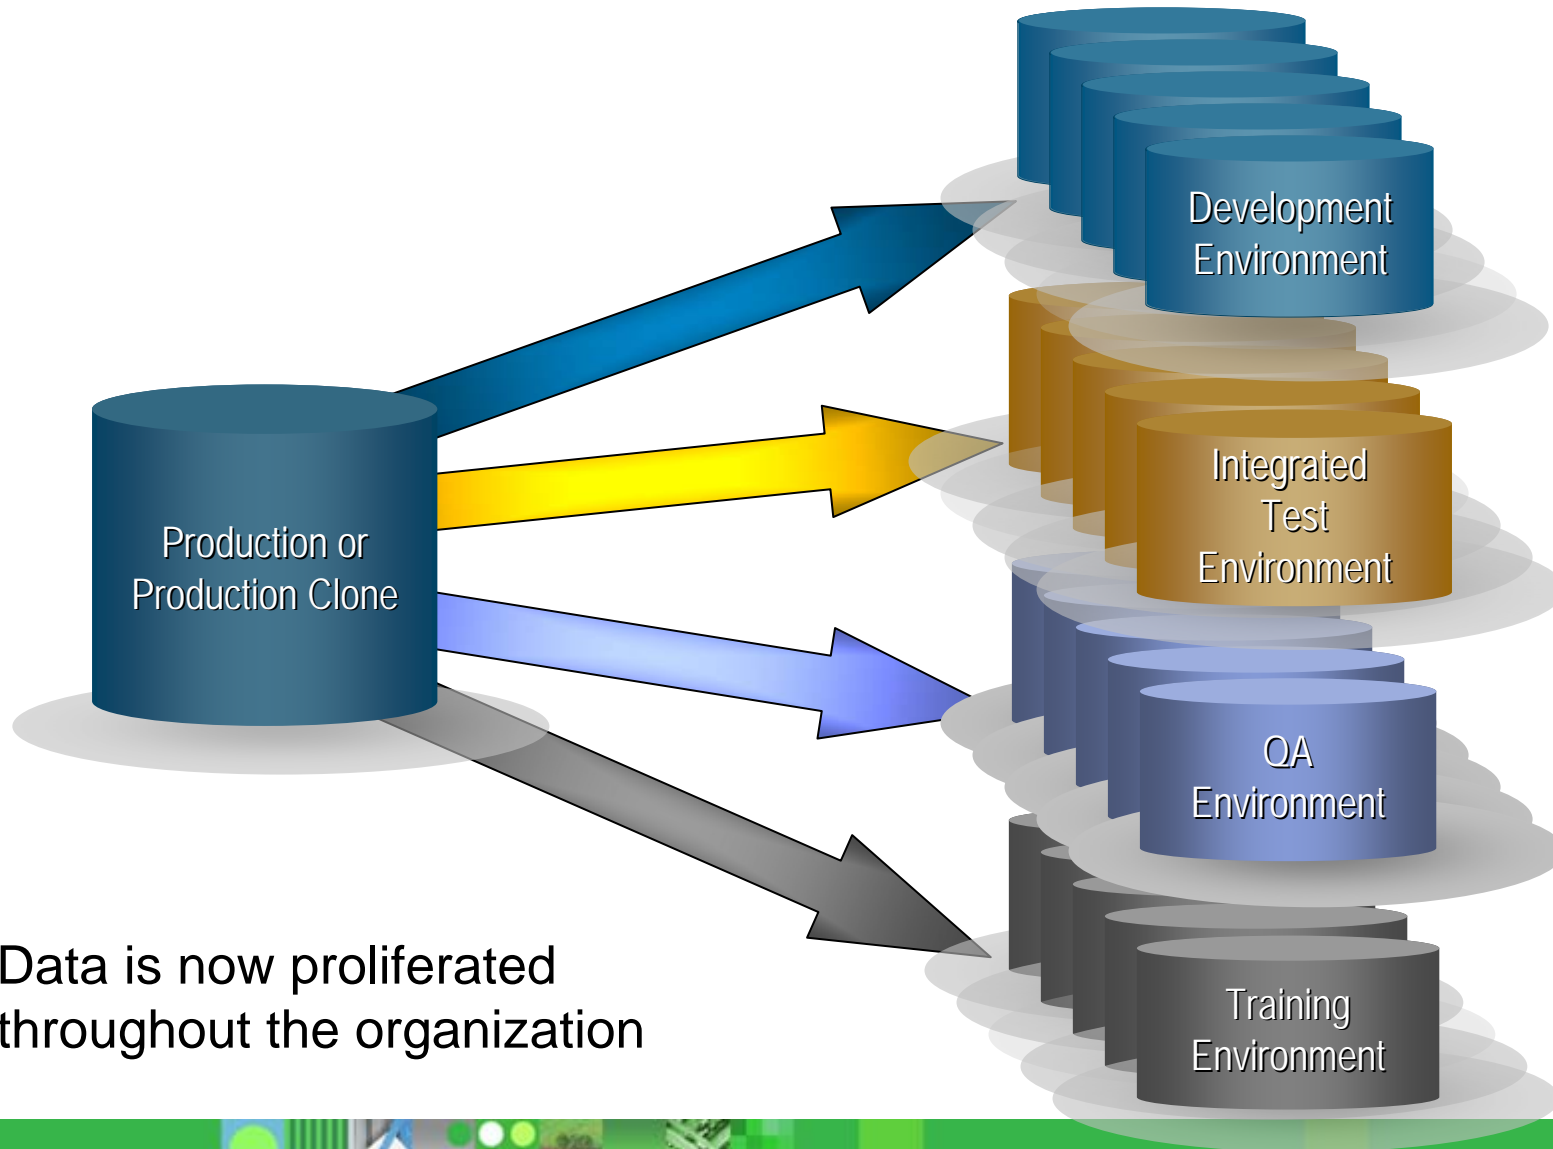 Development
Environment
Integrated
Test
Environment
Production or
Production Clone
QA
Environment
Training
Environment
Data is now proliferated
throughout the organization